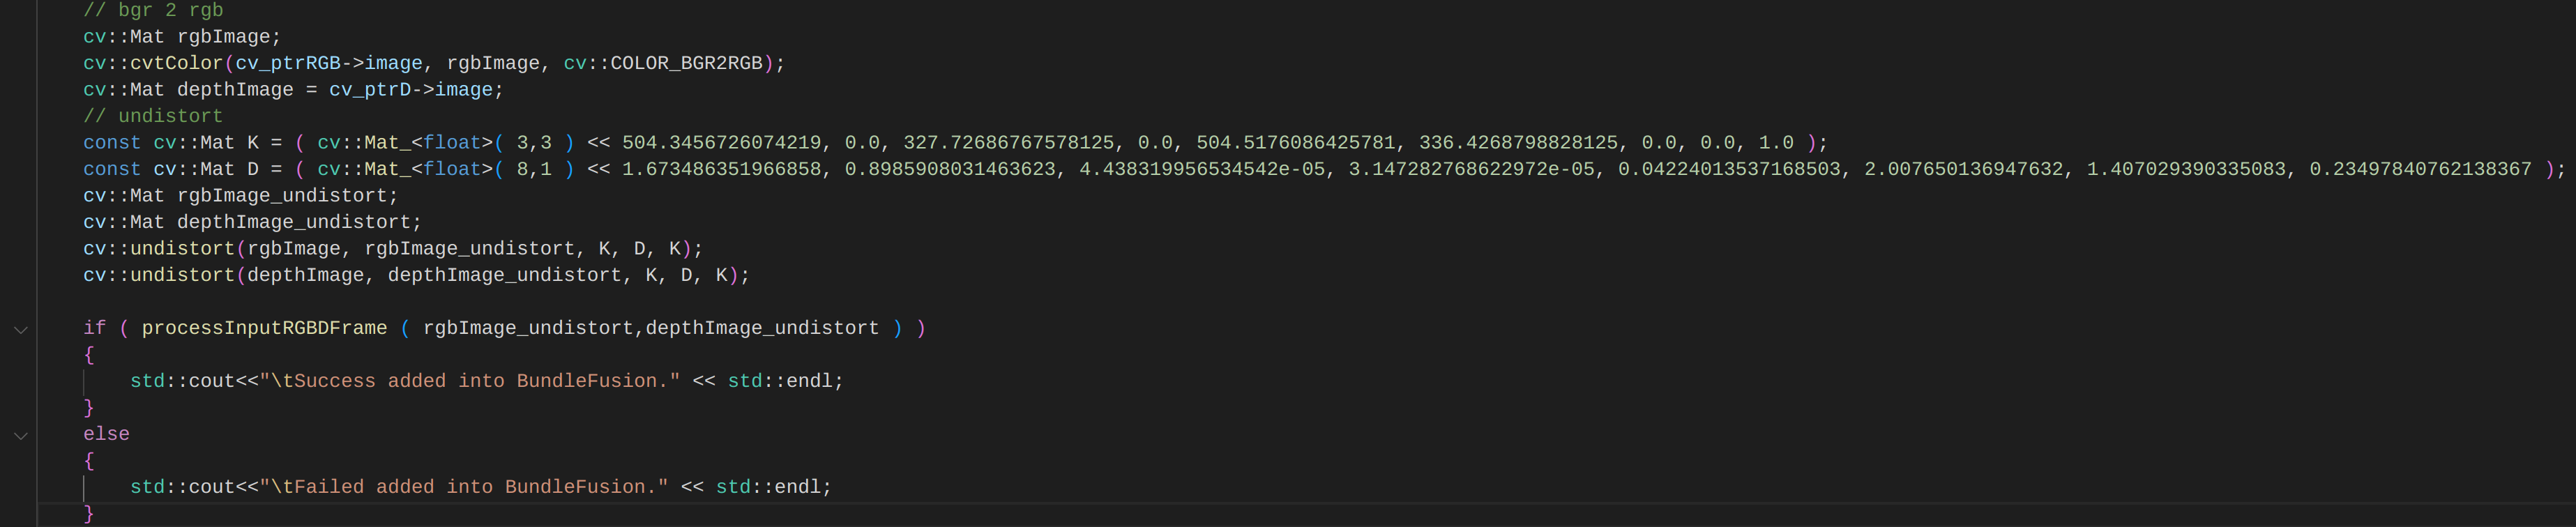 // bgr 2 rgb
cv::Mat rgbImage;
cv::cvtColor(cv_ptrRGB->image, rgbImage, cv::COLOR_BGR2RGB);
cv::Mat depthImage = cv_ptrD->image;
// undistort
const cv::Mat K = ( cv::Mat_<float>( 3,3 ) << 504.3456726074219, 0.0, 327.72686767578125, 0.0, 504.5176086425781, 336.4268798828125, 0.0, 0.0, 1.0 );
const cv::Mat D = ( cv::Mat_<float>( 8,1 ) << 1.673486351966858, 0.8985908031463623, 4.438319956534542e-05, 3.147282768622972e-05, 0.04224013537168503, 2.007650136947632, 1.407029390335083, 0.23497840762138367 );
cv::Mat rgbImage_undistort;
cv::Mat depthImage_undistort;
cv::undistort(rgbImage, rgbImage_undistort, K, D, K);
cv::undistort(depthImage, depthImage_undistort, K, D, K);
if ( processInputRGBDFrame ( rgbImage_undistort,depthImage_undistort ) )
{
std::cout<<"\tSuccess added into BundleFusion." << std::endl;
}
else
{
std::cout<<"\tFailed added into BundleFusion." << std::endl;
}